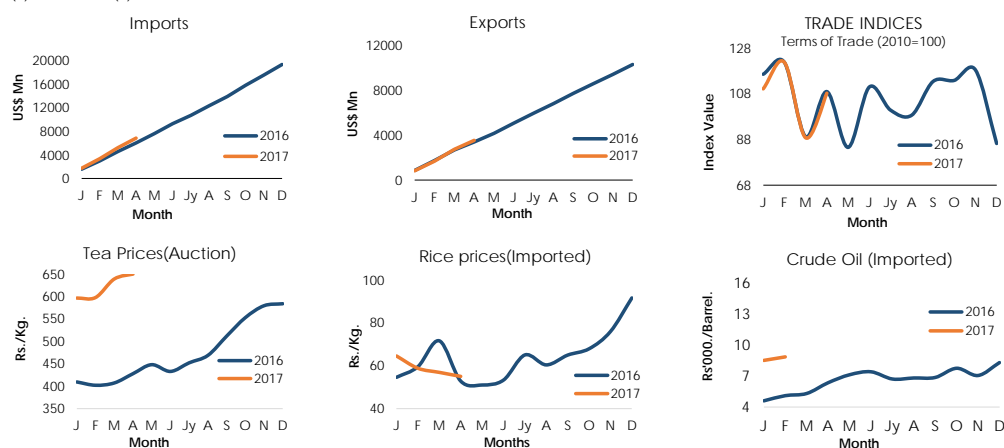 Imports
US$ Mn
20000
16000
12000
8000
4000
0
2016
2017
J F M A M J Jy A S O N D
Month
Exports
US$ Mn
12000
8000
4000
0
2016
2017
J F M A M J Jy A S O N D
Month
TRADE INDICES
Terms of Trade (2010=100)
Index Value
128
108
88
68
2016
2017
J F M A M J Jy A S O N D
Month
Tea Prices(Auction)
Rs./Kg.
650
600
550
500
450
400
350
2016
2017
J F M A M J Jy A S O N D
Month
Rice prices(Imported)
Rs./Kg.
100
80
60
40
2016
2017
J F M A M J Jy A S O N D
Months
Crude Oil (Imported)
Rs'000./Barrel.
16
13
10
7
4
2016
2017
J F M A M J Jy A S O N D
Month